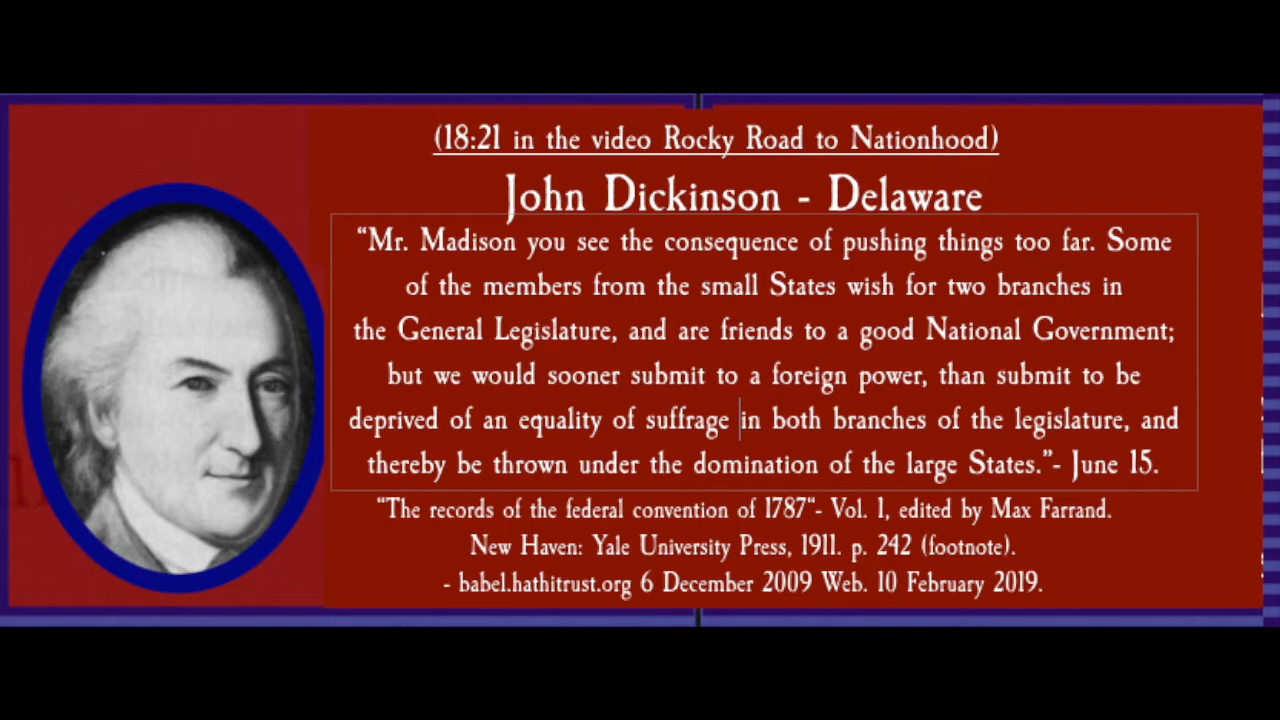 (18:21 in the video Rocky Road to Nationhood)
John Dickinson - Delaware
“Mr. Madison you see the consequence of pushing things too far. Some
of the members from the small States wish for two branches in
the General Legislature, and are friends to a good National Government;
but we would sooner submit to a foreign power, than submit to be
deprived of an equality of suffrage in both branches of the legislature, and
thereby be thrown under the domination of the large States.”- June 15.
“The records of the federal convention of 1787“- Vol. 1, edited by Max Farrand.
New Haven: Yale University Press, 1911. p. 242 (footnote).
- babel.hathitrust.org 6 December 2009 Web. 10 February 2019.